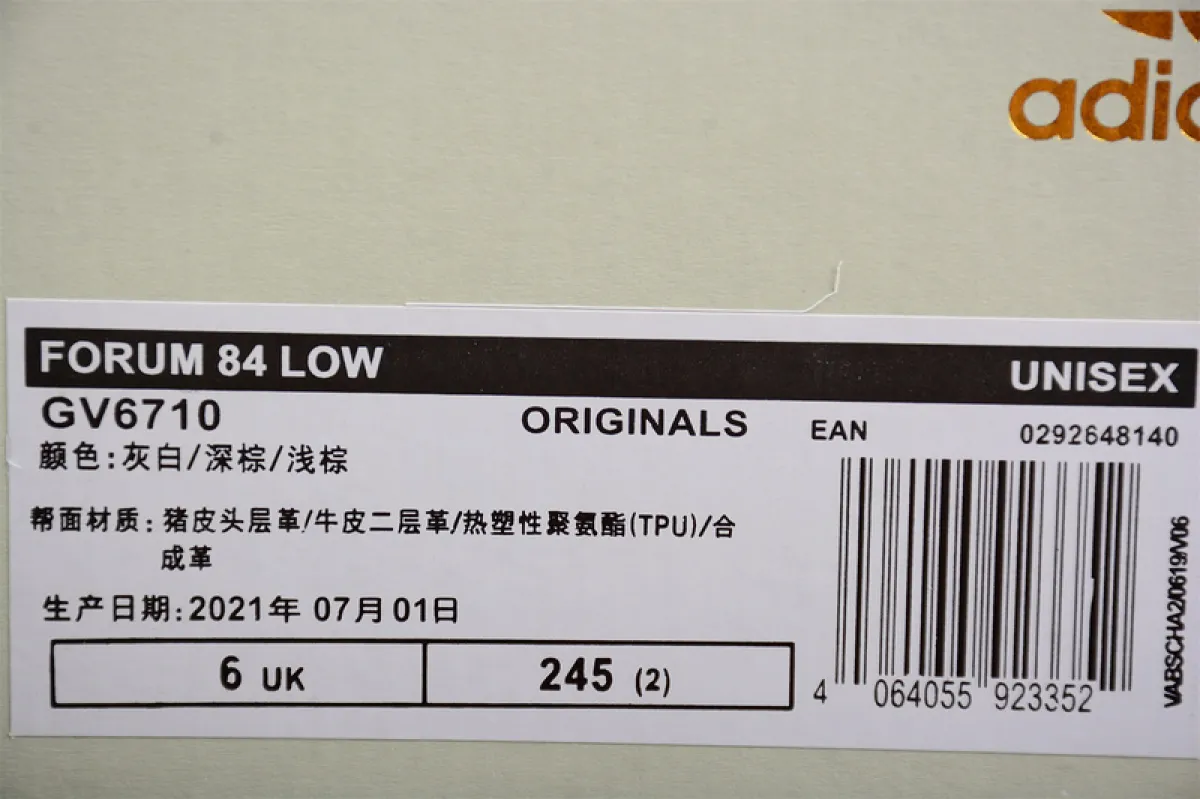 adid
FORUM 84 LOW UNISEX
GV6710 ORIGINALS EAN 0292648140
颜色:灰白/深棕/浅棕
帮面材质:猪皮头层革/牛皮二层革/热塑性聚氨酯(TPU)/合
成革
生产日期:2021年 07月 01日
6 UK 245 (2)
4 064055 923352
VABSCHA2/0619/V06